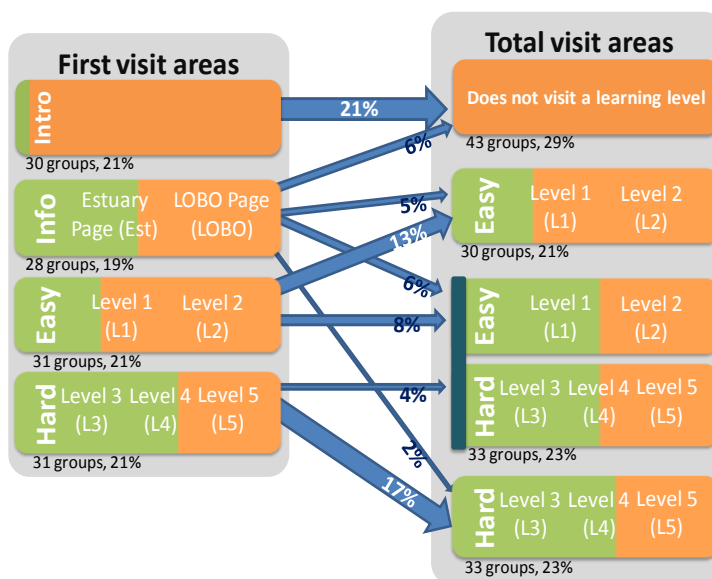 First visit areas
Intro
30 groups, 21%
Info
Estuary LOBO Page
Page (Est) (LOBO)
28 groups, 19%
Easy
Level 1 Level 2
(L1) (L2)
31 groups, 21%
Hard
Level 3 Level 4 Level 5
(L3) (L4) (L5)
31 groups, 21%
21%
6%
5%
13%
6%
8%
4%
2%
17%
Total visit areas
Does not visit a learning level
43 groups, 29%
Easy
Level 1 Level 2
(L1) (L2)
30 groups, 21%
Easy
Level 1 Level 2
(L1) (L2)
Hard
Level 3 Level 4 Level 5
(L3) (L4) (L5)
33 groups, 23%
Hard
Level 3 Level 4 Level 5
(L3) (L4) (L5)
33 groups, 23%